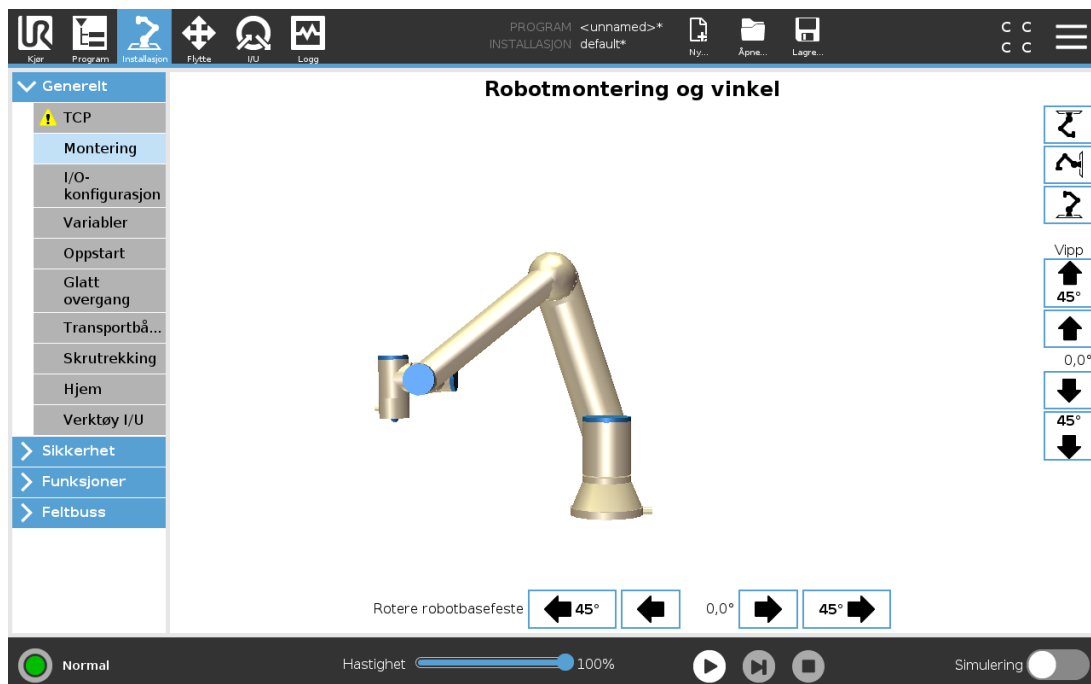 PROGRAM <unnamed>*
INSTALLASJON default*
C C
C C
Kjør Program Installasjon Flytte I/U Logg
Ny... Åpne... Lagre...
Generelt
Robotmontering og vinkel
TCP
Montering
I/O-
konfigurasjon
Variabler
Oppstart
Glatt
overgang
Transportbå...
Skrutrekking
Hjem
Verktøy I/U
Sikkerhet
Funksjoner
Feltbuss
Vipp
45°
0,0°
45°
Rotere robotbasefeste 45° 0,0° 45°
Normal
Hastighet 100%
Simulering